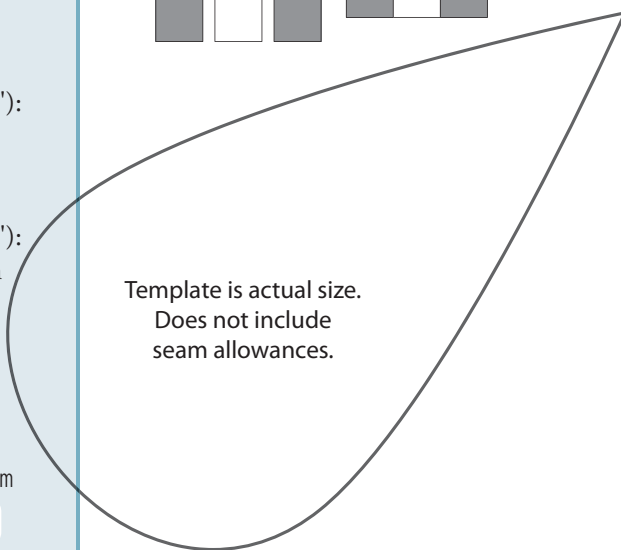 "):
"):
m
Template is actual size.
Does not include
seam allowances.